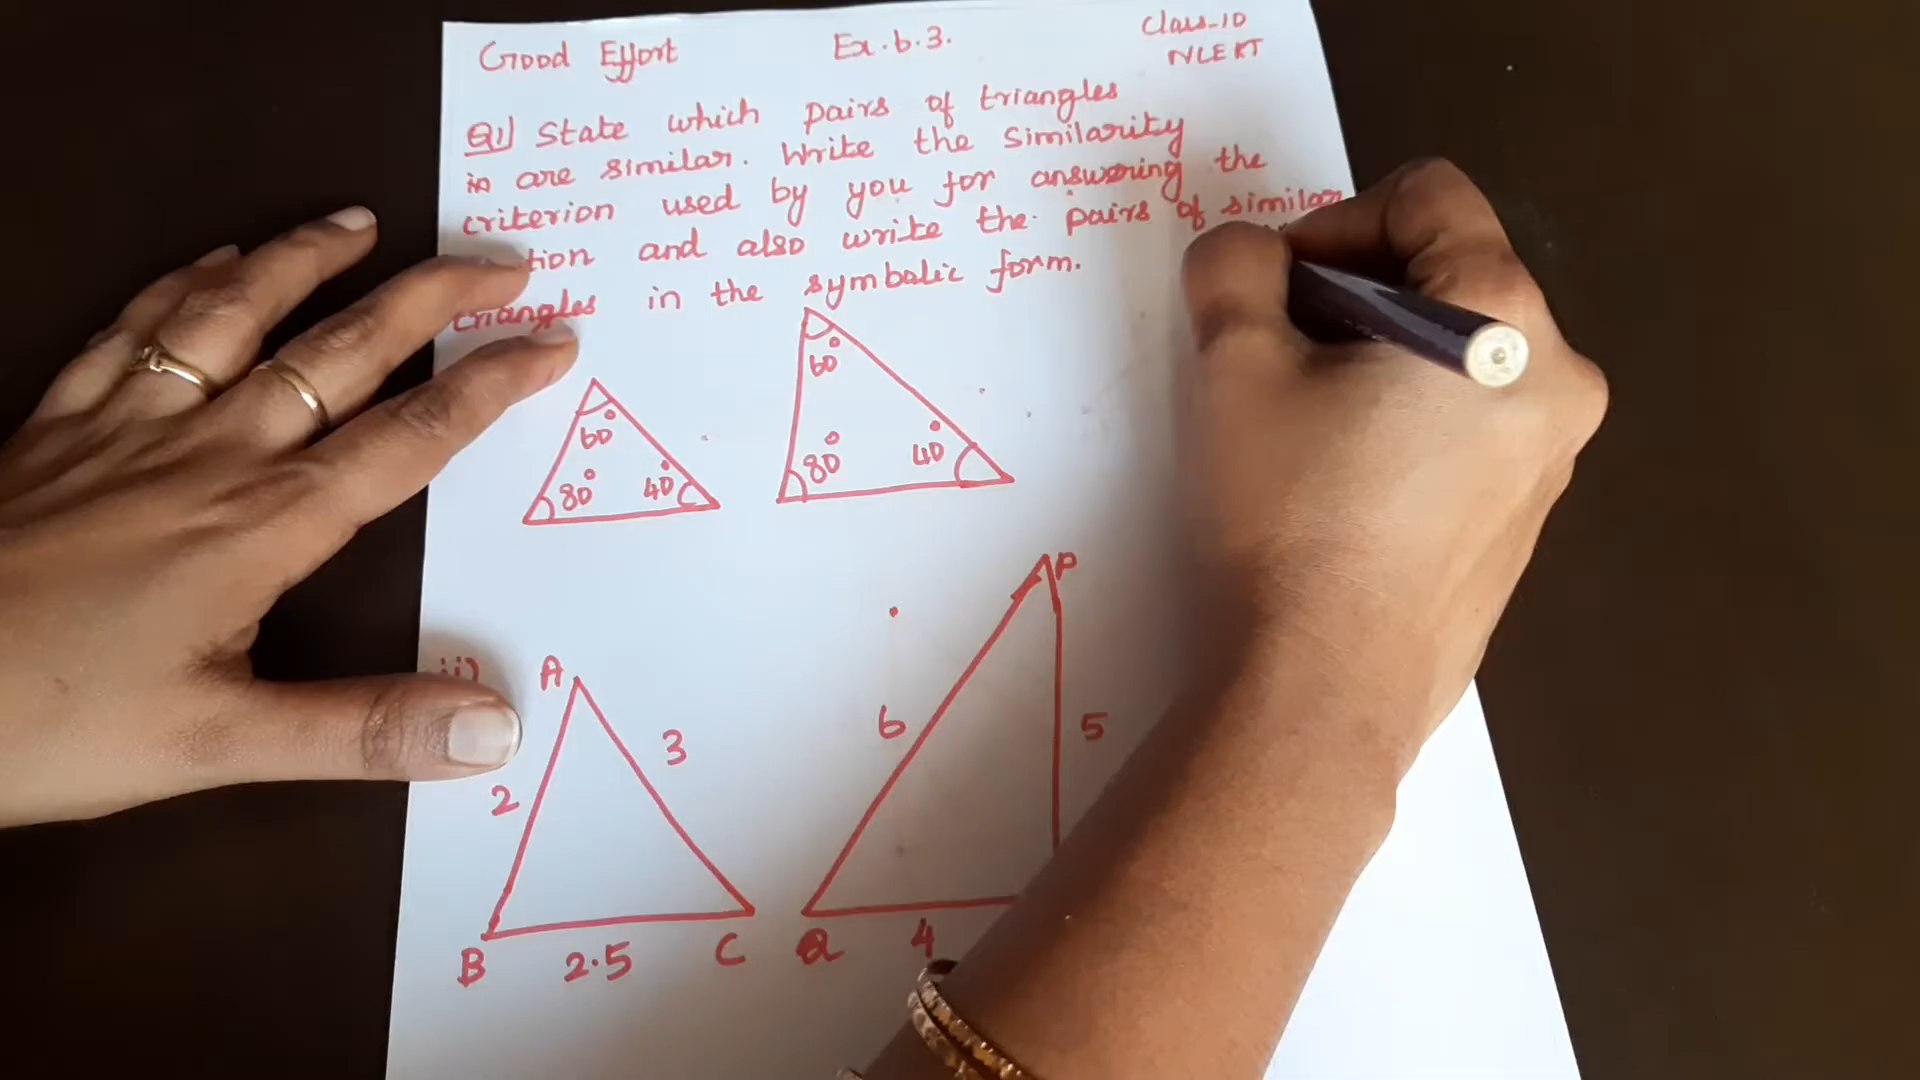 Good Effort Ex.6.3. Class-10
NCERT
Q1) State which pairs of triangles
in are similar. Write the similarity
criterion used by you for answering the
tion and also write the pairs of similar
triangles in the symbolic form.
60°
80° 40°
60°
80° 40°
ii)
A
2
3
B 2.5 C
P
6
5
Q 4